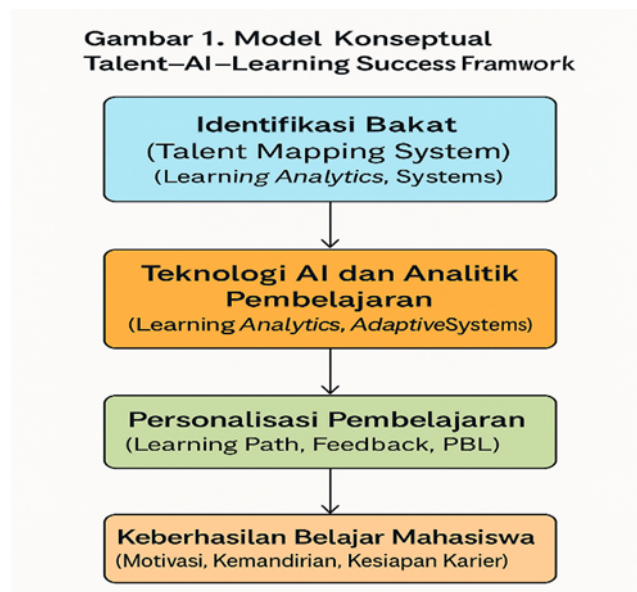 Gambar 1. Model Konseptual
Talent–AI–Learning Success Framwork
Identifikasi Bakat
(Talent Mapping System)
(Learning Analytics, Systems)
Teknologi AI dan Analitik
Pembelajaran
(Learning Analytics, AdaptiveSystems)
Personalisasi Pembelajaran
(Learning Path, Feedback, PBL)
Keberhasilan Belajar Mahasiswa
(Motivasi, Kemandirian, Kesiapan Karier)